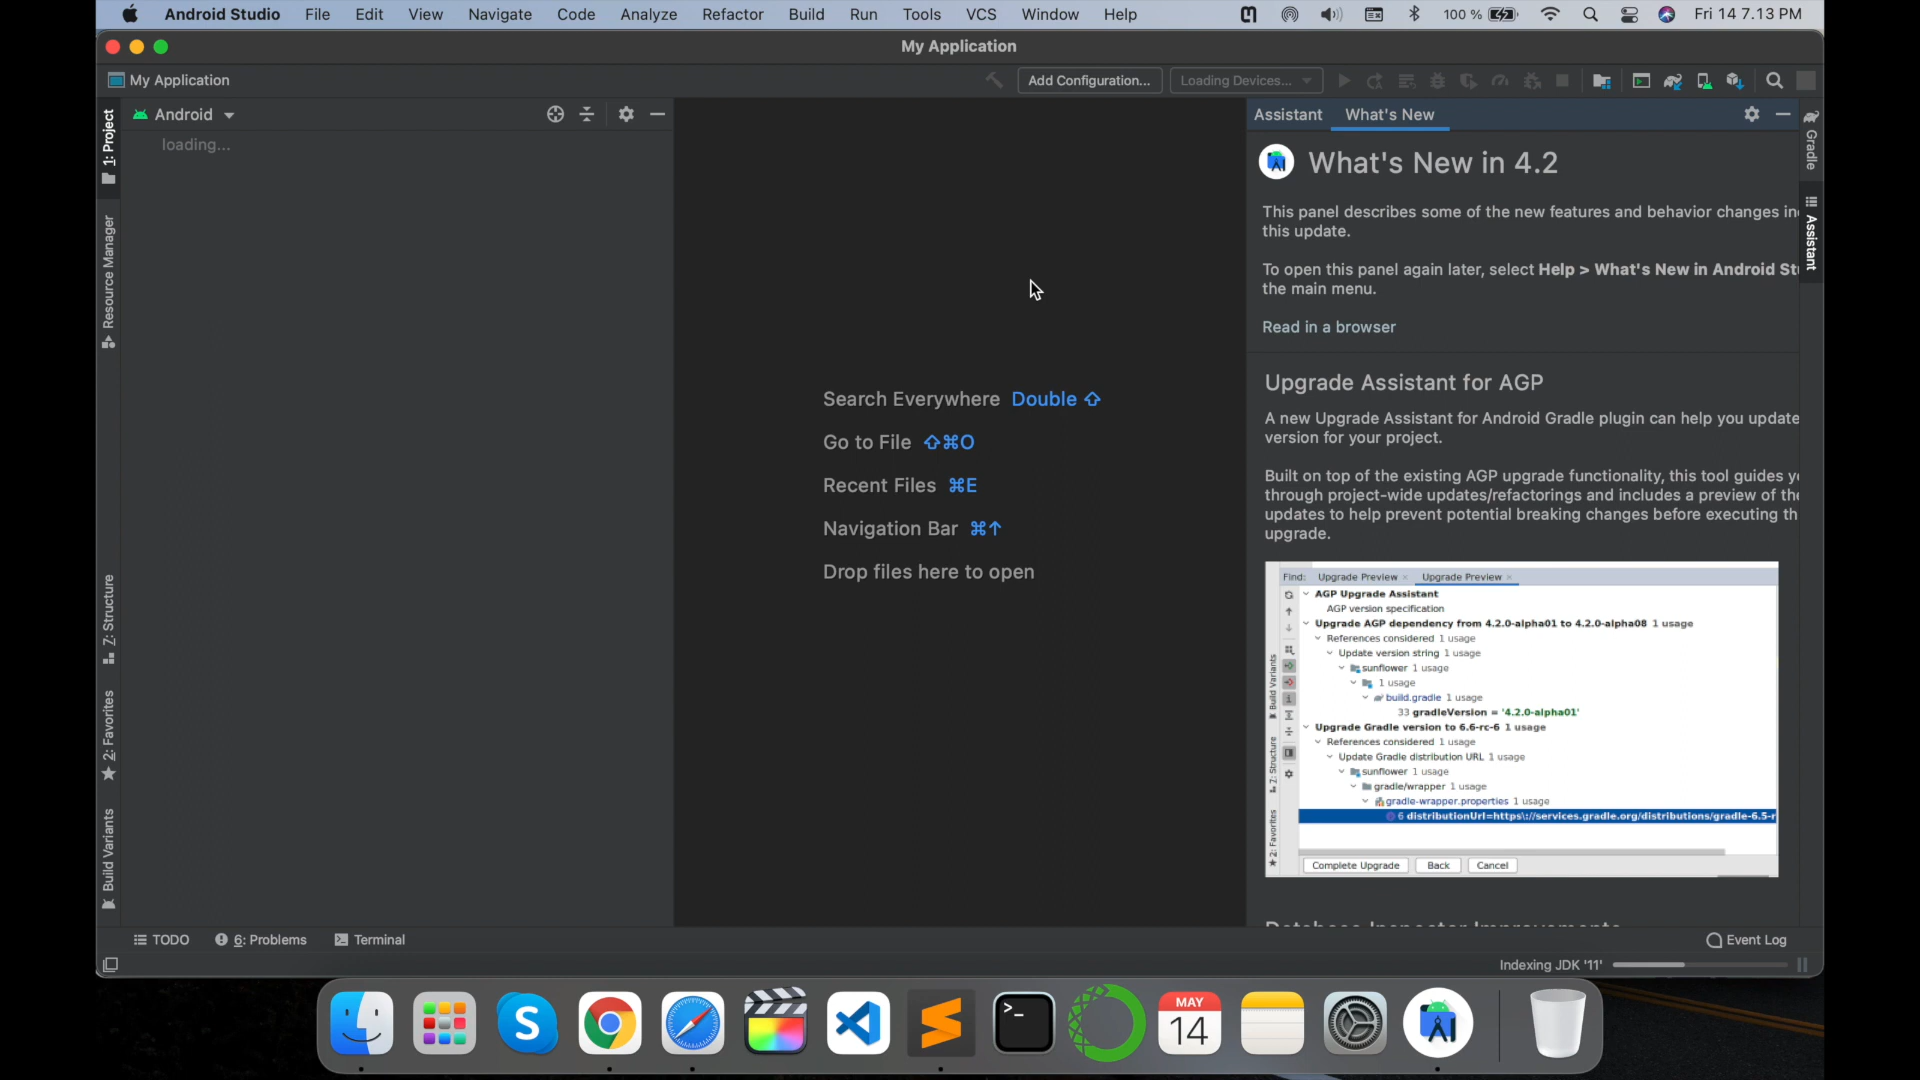 Android Studio File Edit View Navigate Code Analyze Refactor Build Run Tools VCS Window Help 100 % Fri 14 7.13 PM
My Application
My Application Add Configuration... Loading Devices...
Android
loading...
1: Project
Resource Manager
Z: Structure
2: Favorites
Build Variants
Search Everywhere Double ⇧
Go to File ⇧⌘O
Recent Files ⌘E
Navigation Bar ⌘↑
Drop files here to open
Assistant What's New
What's New in 4.2
This panel describes some of the new features and behavior changes in
this update.
To open this panel again later, select Help > What's New in Android St
the main menu.
Read in a browser
Upgrade Assistant for AGP
A new Upgrade Assistant for Android Gradle plugin can help you update
version for your project.
Built on top of the existing AGP upgrade functionality, this tool guides y
through project-wide updates/refactorings and includes a preview of th
updates to help prevent potential breaking changes before executing th
upgrade.
Find: Upgrade Preview × Upgrade Preview ×
AGP Upgrade Assistant
AGP version specification
Upgrade AGP dependency from 4.2.0-alpha01 to 4.2.0-alpha08 1 usage
References considered 1 usage
Update version string 1 usage
sunflower 1 usage
1 usage
build.gradle 1 usage
33 gradleVersion = '4.2.0-alpha01'
Upgrade Gradle version to 6.6-rc-6 1 usage
References considered 1 usage
Update Gradle distribution URL 1 usage
sunflower 1 usage
gradle/wrapper 1 usage
gradle-wrapper.properties 1 usage
6 distributionUrl=https\://services.gradle.org/distributions/gradle-6.5-r
Build Variants
Z: Structure
2: Favorites
Complete Upgrade Back Cancel
Database Inspector Improvements
Gradle
Assistant
TODO 6: Problems Terminal Event Log
Indexing JDK '11'
MAY
14